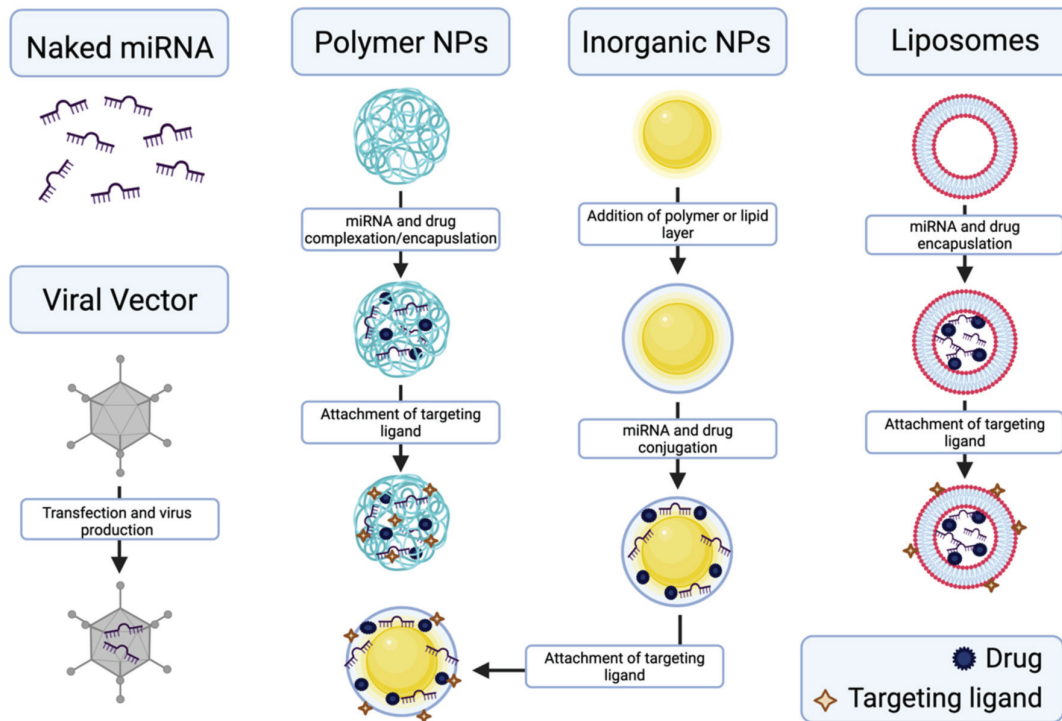 Naked miRNA
Viral Vector
Transfection and virus
production
Polymer NPs
miRNA and drug
complexation/encapuslation
Attachment of targeting
ligand
Inorganic NPs
Addition of polymer or lipid
layer
miRNA and drug
conjugation
Attachment of targeting
ligand
Liposomes
miRNA and drug
encapuslation
Attachment of targeting
ligand
Drug
Targeting ligand